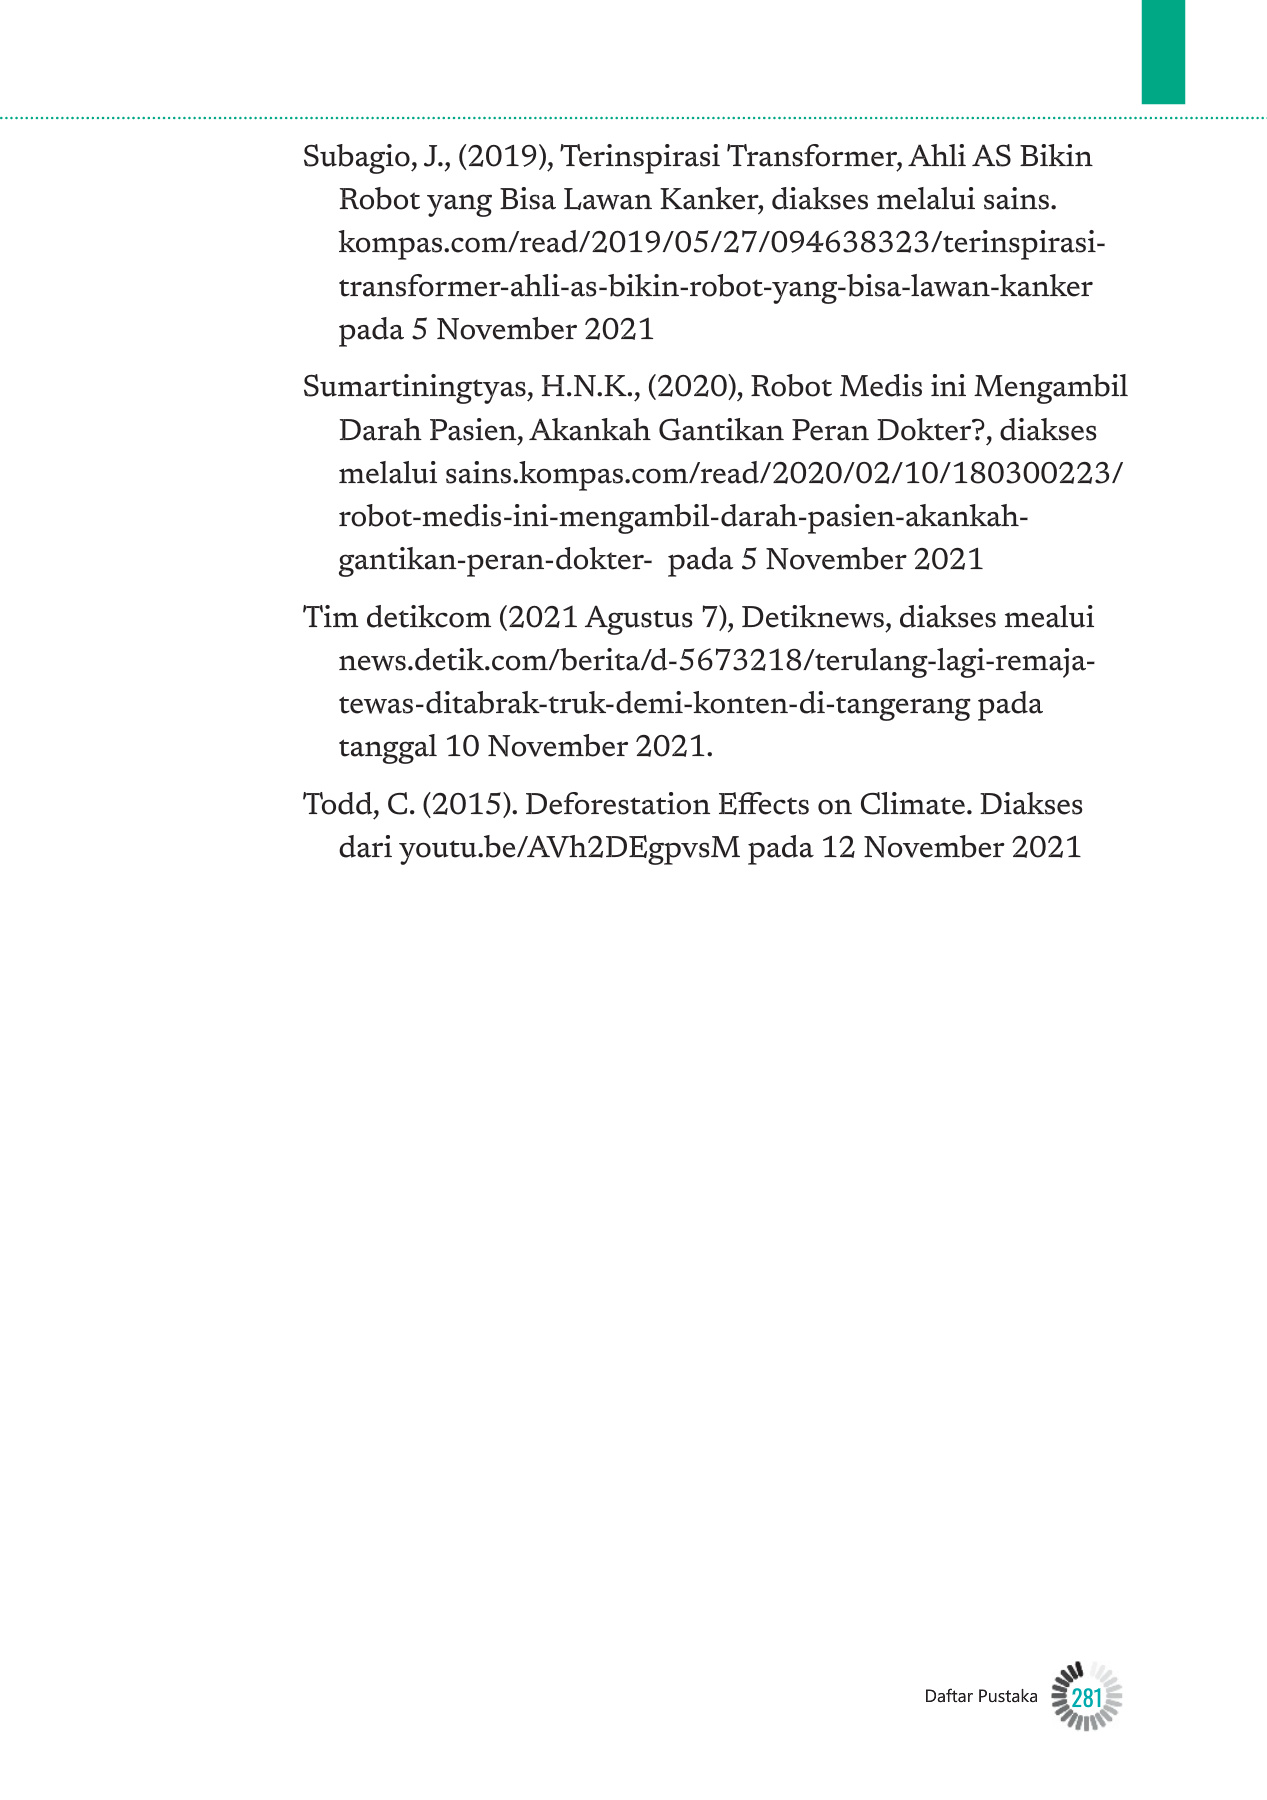 Subagio, J., (2019), Terinspirasi Transformer, Ahli AS Bikin
Robot yang Bisa Lawan Kanker, diakses melalui sains.
kompas.com/read/2019/05/27/094638323/terinspirasi-
transformer-ahli-as-bikin-robot-yang-bisa-lawan-kanker
pada 5 November 2021
Sumartiningtyas, H.N.K., (2020), Robot Medis ini Mengambil
Darah Pasien, Akankah Gantikan Peran Dokter?, diakses
melalui sains.kompas.com/read/2020/02/10/180300223/
robot-medis-ini-mengambil-darah-pasien-akankah-
gantikan-peran-dokter- pada 5 November 2021
Tim detikcom (2021 Agustus 7), Detiknews, diakses mealui
news.detik.com/berita/d-5673218/terulang-lagi-remaja-
tewas-ditabrak-truk-demi-konten-di-tangerang pada
tanggal 10 November 2021.
Todd, C. (2015). Deforestation Effects on Climate. Diakses
dari youtu.be/AVh2DEgpvsM pada 12 November 2021
Daftar Pustaka 281